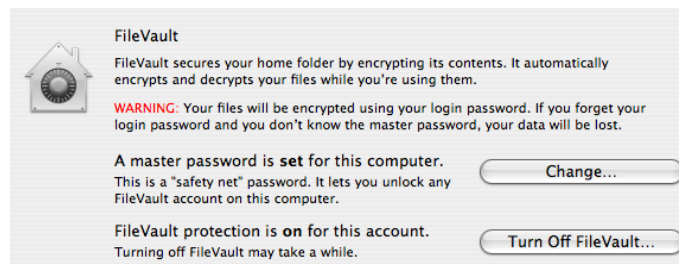 FileVault
FileVault secures your home folder by encrypting its contents. It automatically
encrypts and decrypts your files while you're using them.
WARNING: Your files will be encrypted using your login password. If you forget your
login password and you don't know the master password, your data will be lost.
A master password is set for this computer.
This is a "safety net" password. It lets you unlock any
FileVault account on this computer.
Change...
FileVault protection is on for this account.
Turning off FileVault may take a while.
Turn Off FileVault...